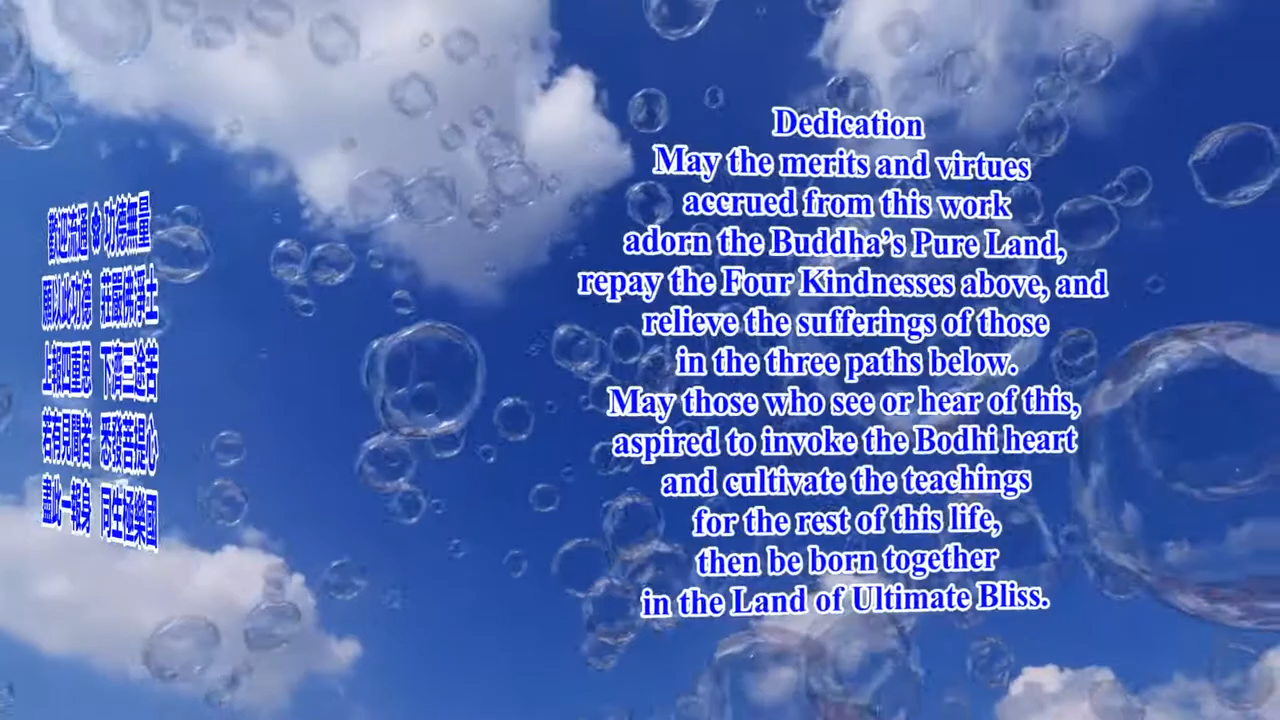 歡迎流通 ❖ 功德無量
願以此功德 莊嚴佛淨土
上報四重恩 下濟三途苦
若有見聞者 悉發菩提心
盡此一報身 同生極樂國
Dedication
May the merits and virtues
accrued from this work
adorn the Buddha's Pure Land,
repay the Four Kindnesses above, and
relieve the sufferings of those
in the three paths below.
May those who see or hear of this,
aspired to invoke the Bodhi heart
and cultivate the teachings
for the rest of this life,
then be born together
in the Land of Ultimate Bliss.